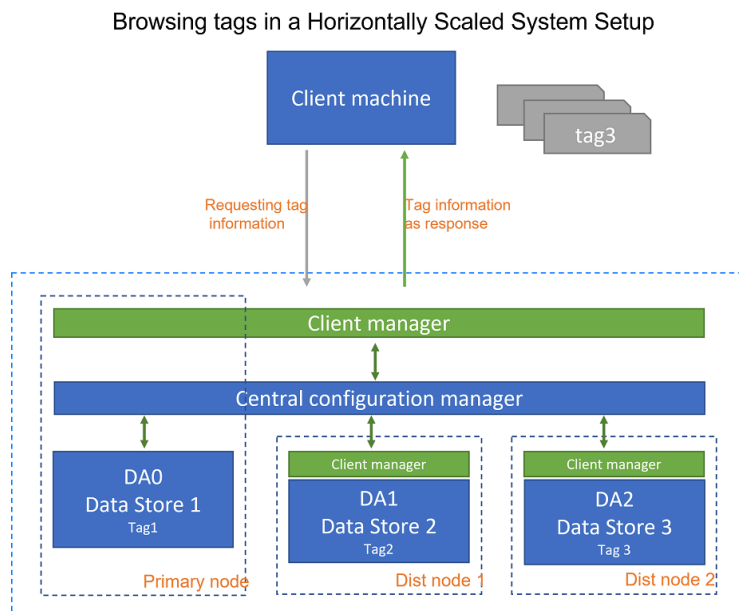 Browsing tags in a Horizontally Scaled System Setup
Client machine
tag3
Requesting tag
information
Tag information
as response
Client manager
Central configuration manager
DA0
Data Store 1
Tag1
Primary node
Client manager
DA1
Data Store 2
Tag2
Dist node 1
Client manager
DA2
Data Store 3
Tag 3
Dist node 2